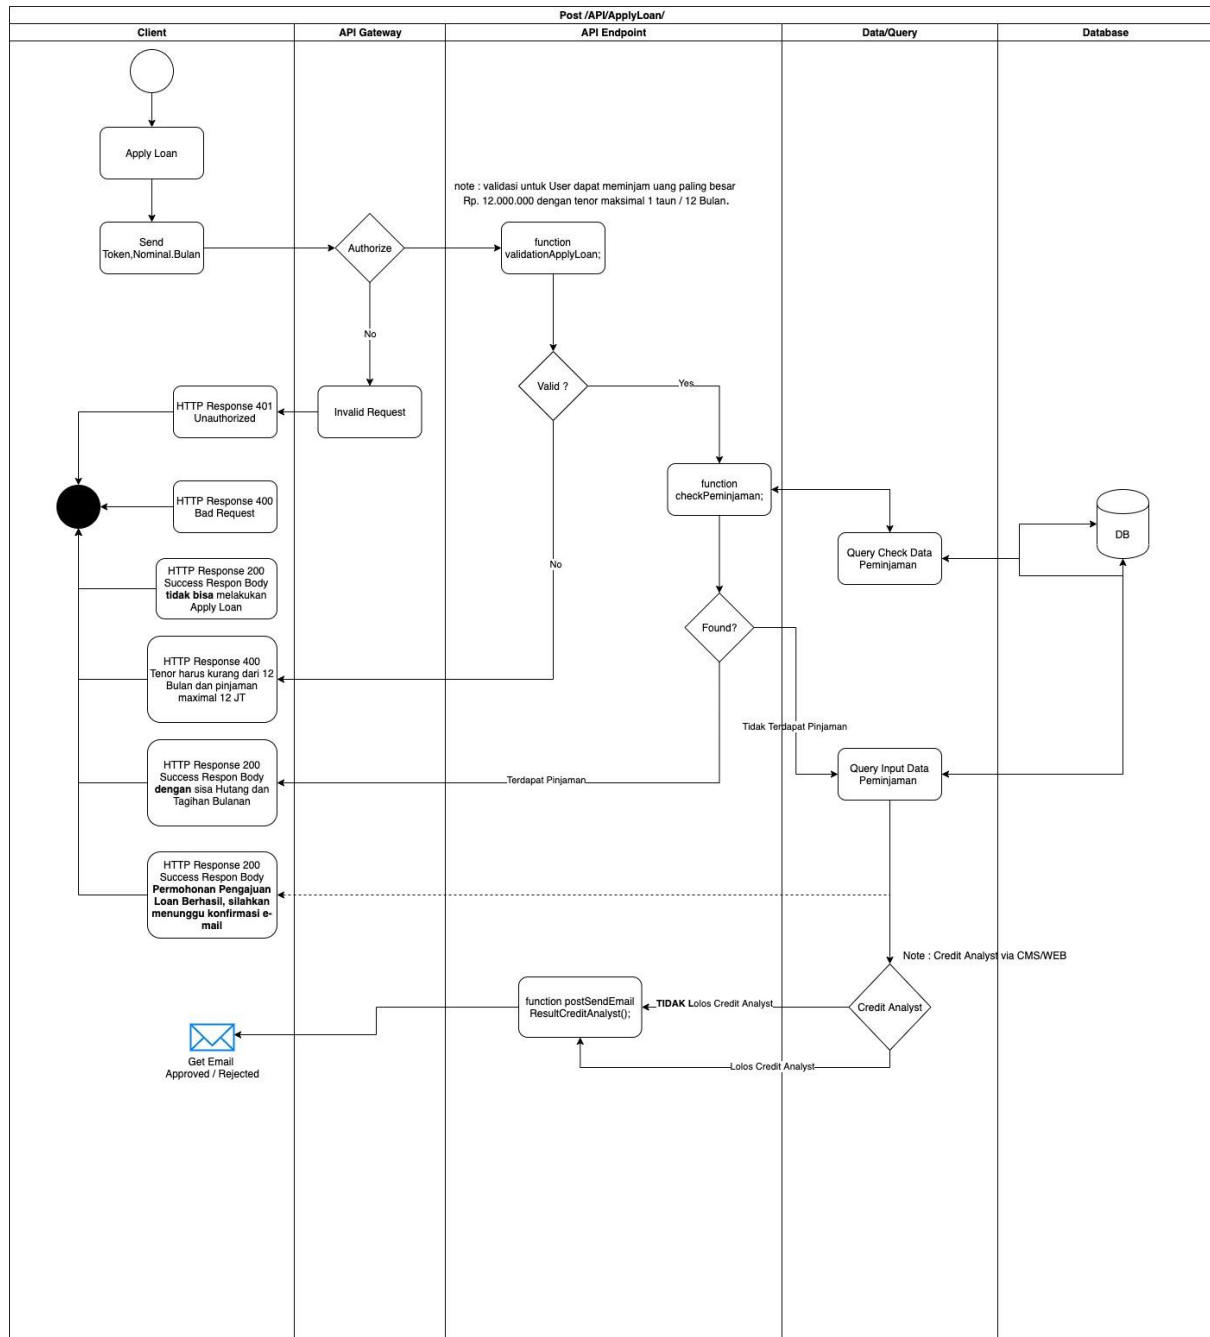 Post /API/ApplyLoan/
Client
API Gateway
API Endpoint
Data/Query
Database
Apply Loan
note : validasi untuk User dapat meminjam uang paling besar
Rp. 12.000.000 dengan tenor maksimal 1 taun / 12 Bulan.
Send
Token,Nominal.Bulan
Authorize
function
validationApplyLoan;
No
Valid ?
Yes
HTTP Response 401
Unauthorized
Invalid Request
function
checkPeminjaman;
HTTP Response 400
Bad Request
DB
Query Check Data
Peminjaman
No
HTTP Response 200
Success Respon Body
tidak bisa melakukan
Apply Loan
Found?
HTTP Response 400
Tenor harus kurang dari 12
Bulan dan pinjaman
maximal 12 JT
Tidak Terdapat Pinjaman
HTTP Response 200
Success Respon Body
dengan sisa Hutang dan
Tagihan Bulanan
Terdapat Pinjaman
Query Input Data
Peminjaman
HTTP Response 200
Success Respon Body
Permohonan Pengajuan
Loan Berhasil, silahkan
menunggu konfirmasi e-
mail
Note : Credit Analyst via CMS/WEB
function postSendEmail
ResultCreditAnalyst();
TIDAK Lolos Credit Analyst
Credit Analyst
Get Email
Approved / Rejected
Lolos Credit Analyst